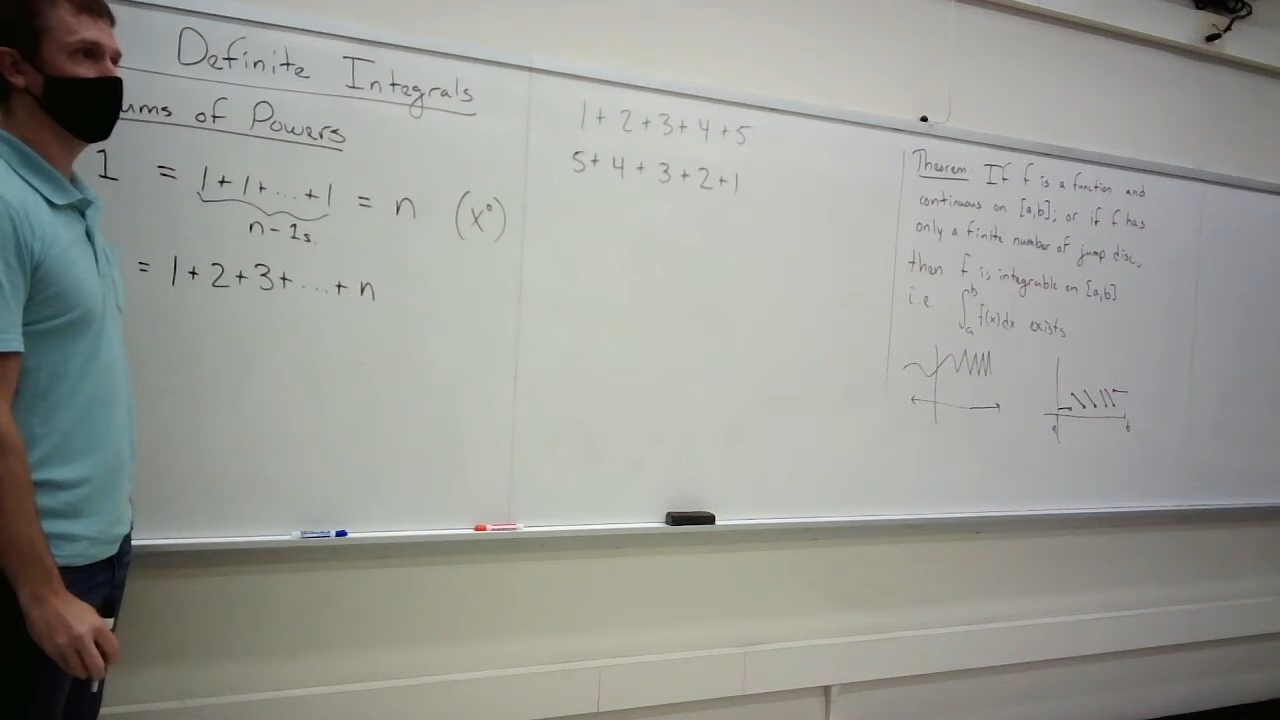 Definite Integrals
ums of Powers
1 = 1+1+...+1 = n (x⁰)
n-1s.
= 1+2+3+...+n
1+2+3+4+5
5+4+3+2+1
Theorem: If f is a function and
continuous on [a,b]; or if f has
only a finite number of jump disc.,
then f is integrable on [a,b]
i.e. ∫ₐᵇ f(x)dx exists
a b